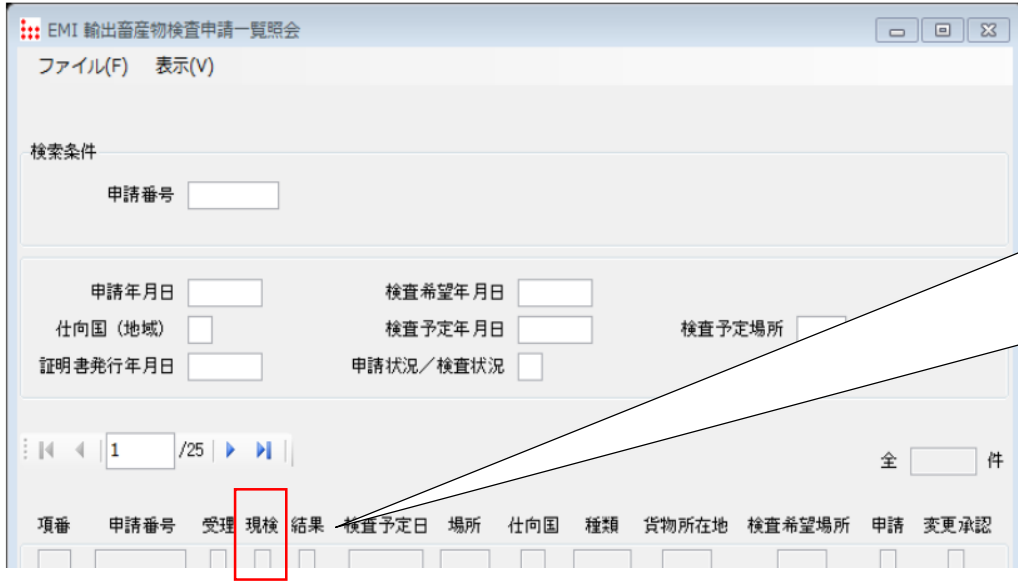 EMI 輸出畜産物検査申請一覧照会
ファイル(F) 表示(V)
検索条件
申請番号
申請年月日 検査希望年月日
仕向国（地域） 検査予定年月日 検査予定場所
証明書発行年月日 申請状況／検査状況
1 /25
全 件
項番 申請番号 受理 現検 結果 検査予定日 場所 仕向国 種類 貨物所在地 検査希望場所 申請 変更承認